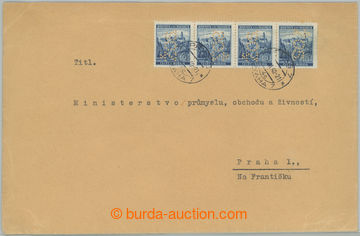 Titl.
Ministerstvo průmyslu, obchodu a živností,
Praha 1.,
Na Františku
burda-auction.com